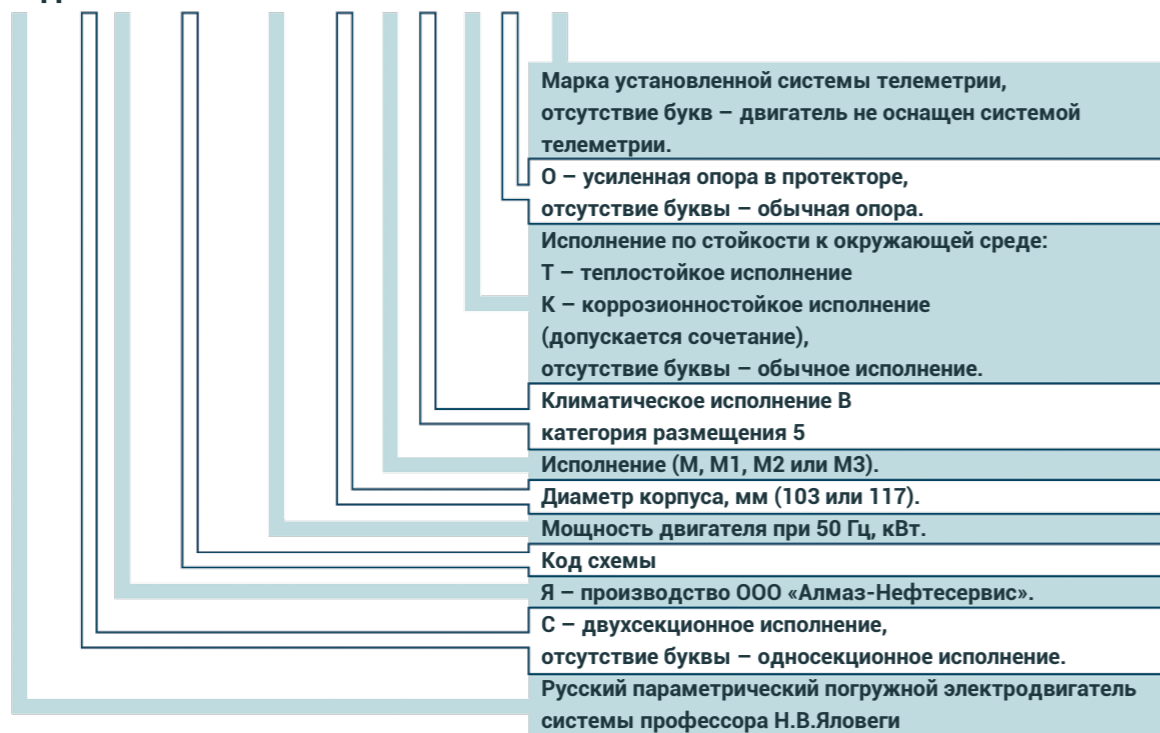 Марка установленной системы телеметрии,
отсутствие букв – двигатель не оснащен системой
телеметрии.
О – усиленная опора в протекторе,
отсутствие буквы – обычная опора.
Исполнение по стойкости к окружающей среде:
Т – теплостойкое исполнение
К – коррозионностойкое исполнение
(допускается сочетание),
отсутствие буквы – обычное исполнение.
Климатическое исполнение В
категория размещения 5
Исполнение (М, М1, М2 или М3).
Диаметр корпуса, мм (103 или 117).
Мощность двигателя при 50 Гц, кВт.
Код схемы
Я – производство ООО «Алмаз-Нефтесервис».
С – двухсекционное исполнение,
отсутствие буквы – односекционное исполнение.
Русский параметрический погружной электродвигатель
системы профессора Н.В.Яловеги